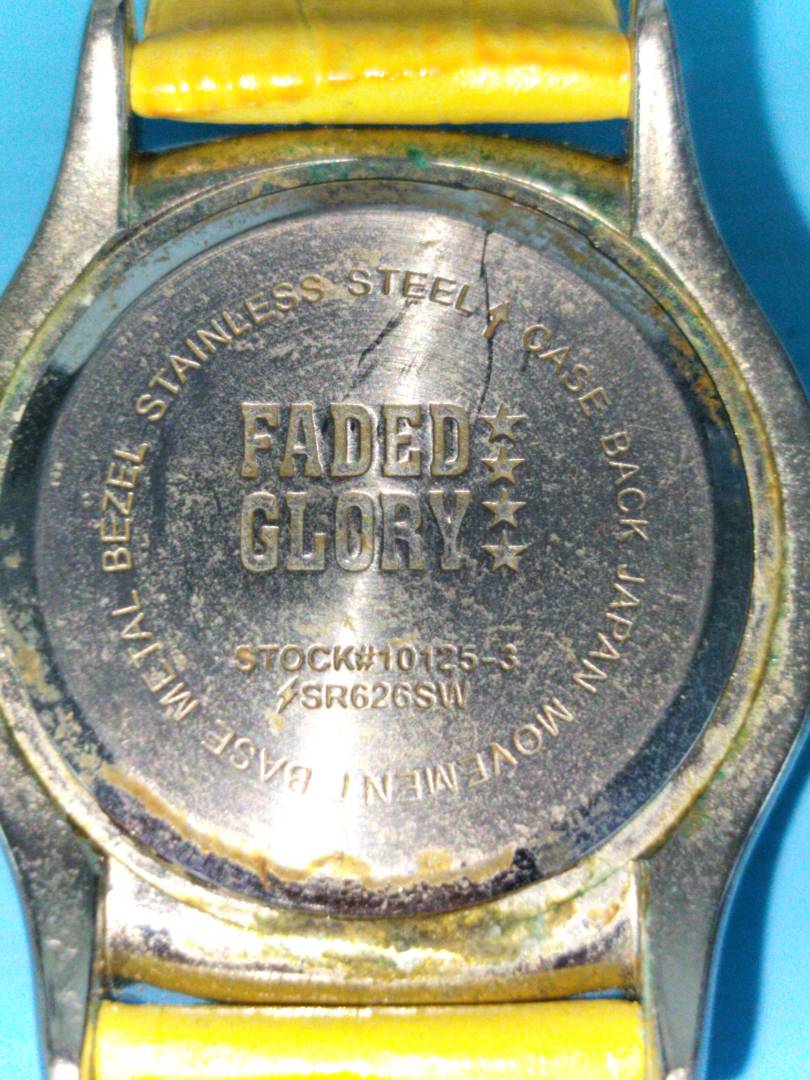 FADED
GLORY
STOCK#10125-3
SR626SW
STAINLESS STEEL CASE BACK JAPAN MOVEMENT BASE METAL BEZEL